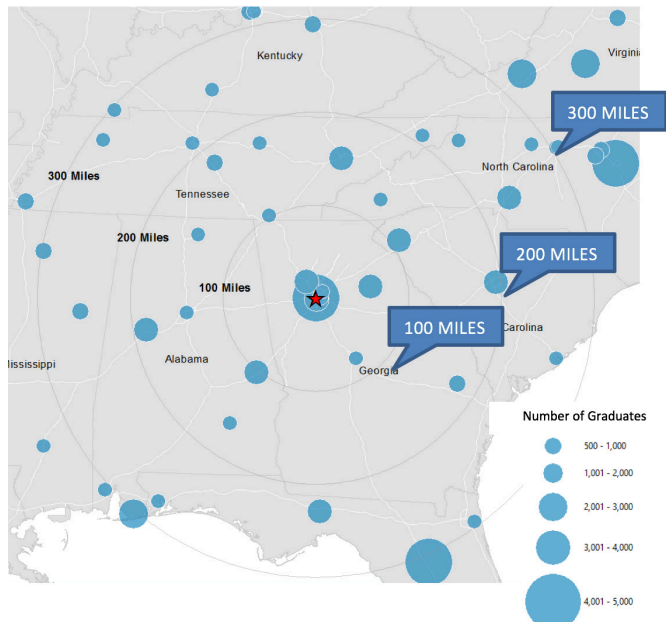 Kentucky
Virginia
300 MILES
North Carolina
300 Miles
Tennessee
200 Miles
200 MILES
100 Miles
100 MILES
Carolina
Mississippi
Alabama
Georgia
Number of Graduates
500 - 1,000
1,001 - 2,000
2,001 - 3,000
3,001 - 4,000
4,001 - 5,000